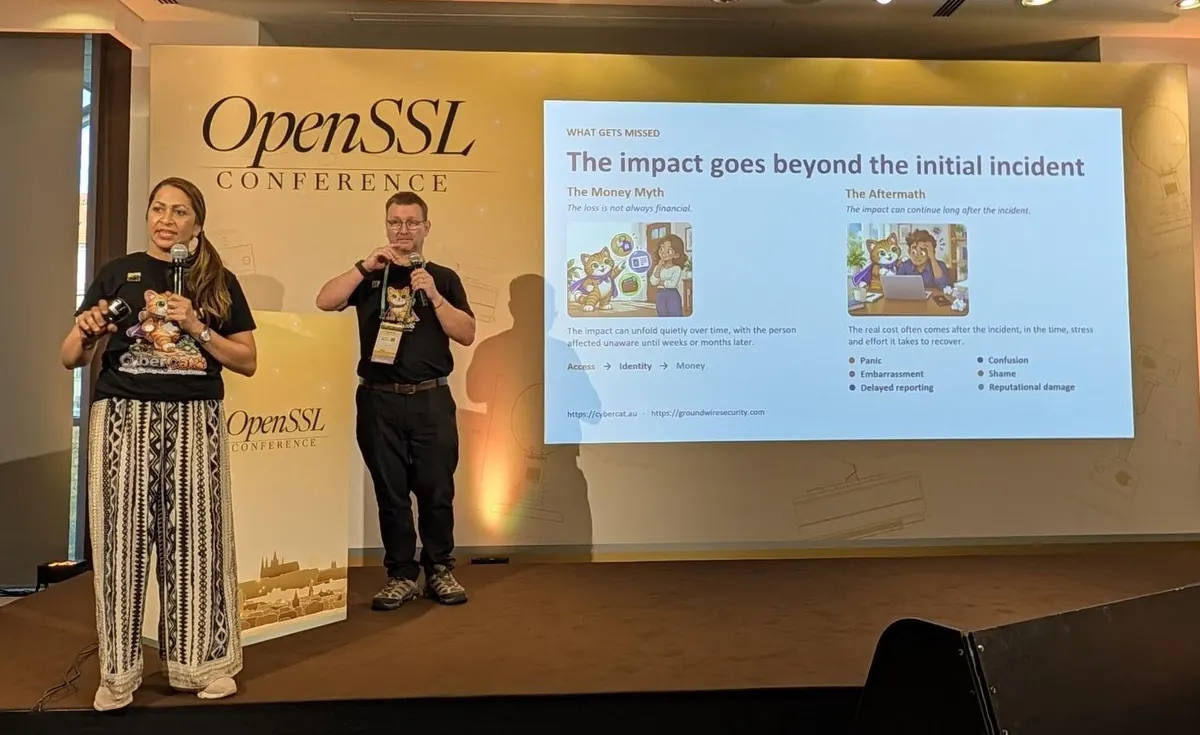 OpenSSL
CONFERENCE
WHAT GETS MISSED
The impact goes beyond the initial incident
The Money Myth
The loss is not always financial.
The impact can unfold quietly over time, with the person
affected unaware until weeks or months later.
Access → Identity → Money
The Aftermath
The impact can continue long after the incident.
The real cost often comes after the incident, in the time, stress
and effort it takes to recover.
Panic
Embarrassment
Delayed reporting
Confusion
Shame
Reputational damage
https://cybercat.au · https://groundwiresecurity.com
OpenSSL
CONFERENCE